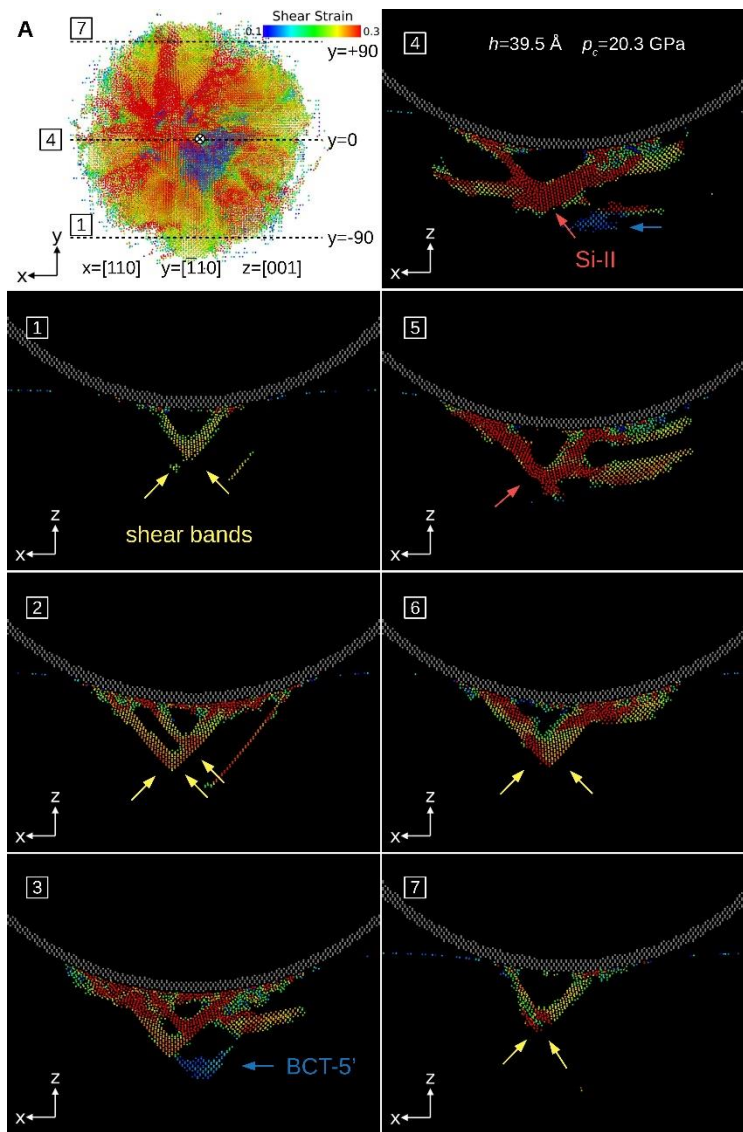 A
7
Shear Strain
0.1
0.3
y=+90
4
y=0
1
y=-90
y
x
x=[110] y=[110] z=[001]
4
h=39.5 Å pc=20.3 GPa
Si-II
z
x
1
shear bands
z
x
5
z
x
2
z
x
6
z
x
3
BCT-5'
z
x
7
z
x